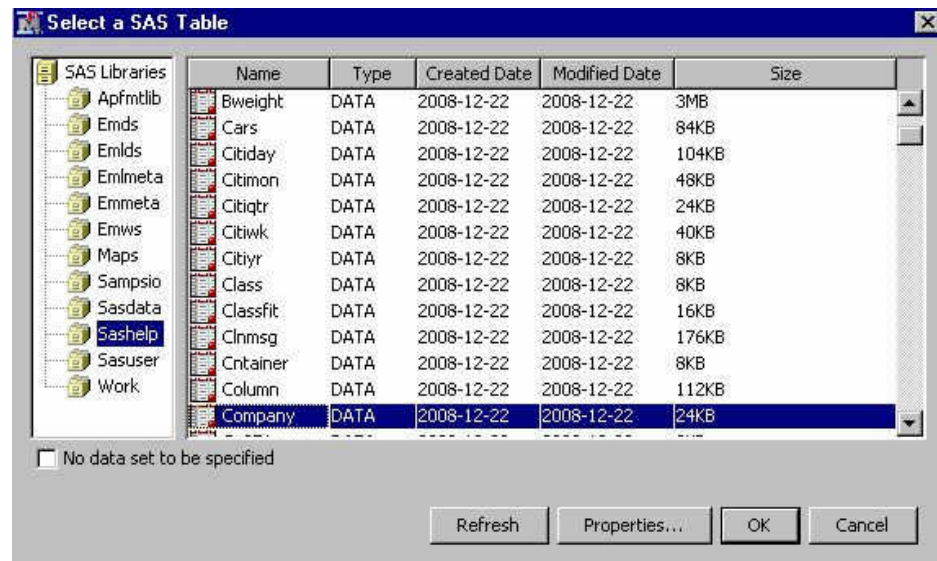 Select a SAS Table
SAS Libraries
Apfmtlib
Emds
Emlds
Emlmeta
Emmeta
Emws
Maps
Sampsio
Sasdata
Sashelp
Sasuser
Work
Name Type Created Date Modified Date Size
Bweight DATA 2008-12-22 2008-12-22 3MB
Cars DATA 2008-12-22 2008-12-22 84KB
Citiday DATA 2008-12-22 2008-12-22 104KB
Citimon DATA 2008-12-22 2008-12-22 48KB
Citiqtr DATA 2008-12-22 2008-12-22 24KB
Citiwk DATA 2008-12-22 2008-12-22 40KB
Citiyr DATA 2008-12-22 2008-12-22 8KB
Class DATA 2008-12-22 2008-12-22 8KB
Classfit DATA 2008-12-22 2008-12-22 16KB
Clnmsg DATA 2008-12-22 2008-12-22 176KB
Cntainer DATA 2008-12-22 2008-12-22 8KB
Column DATA 2008-12-22 2008-12-22 112KB
Company DATA 2008-12-22 2008-12-22 24KB
No data set to be specified
Refresh Properties... OK Cancel